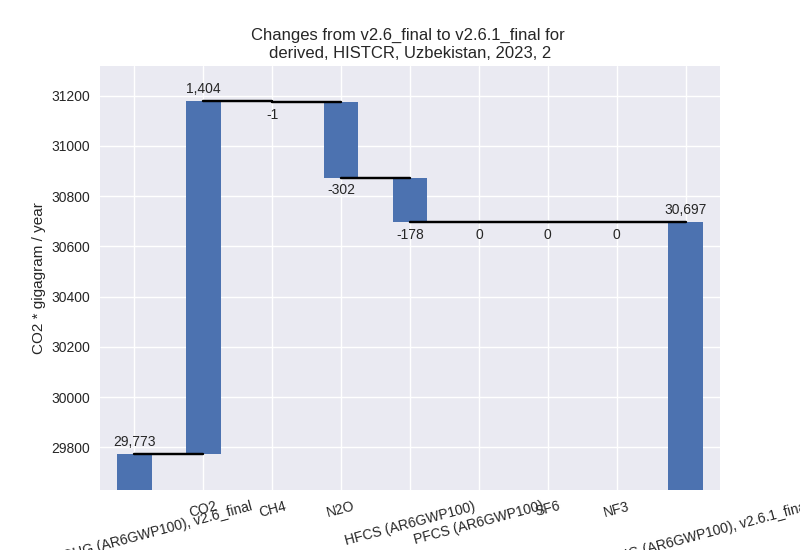 Changes from v2.6_final to v2.6.1_final for
derived, HISTCR, Uzbekistan, 2023, 2
CO2 * gigagram / year
31200
31000
30800
30600
30400
30200
30000
29800
29,773
1,404
-1
-302
-178
0
0
0
30,697
(AR6GWP100), v2.6_final
CO2
CH4
N2O
HFCS (AR6GWP100)
PFCS (AR6GWP100)
SF6
NF3
(AR6GWP100), v2.6.1_fina